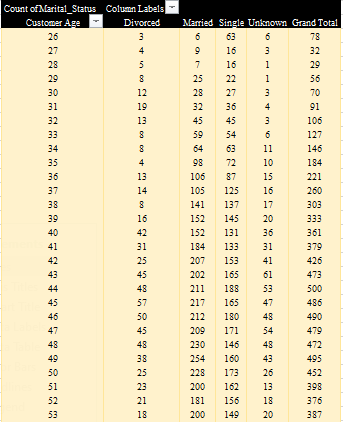 Count of Marital_Status Column Labels
Customer Age Divorced Married Single Unknown Grand Total
26 3 6 63 6 78
27 4 9 16 3 32
28 5 7 16 1 29
29 8 25 22 1 56
30 12 28 27 3 70
31 19 32 36 4 91
32 13 45 45 3 106
33 8 59 54 6 127
34 8 64 63 11 146
35 4 98 72 10 184
36 13 106 87 15 221
37 14 105 125 16 260
38 8 141 137 17 303
39 16 152 145 20 333
40 42 152 131 36 361
41 31 184 133 31 379
42 25 207 153 41 426
43 45 202 165 61 473
44 48 211 188 53 500
45 57 217 165 47 486
46 50 212 180 48 490
47 45 209 171 54 479
48 48 230 146 48 472
49 38 254 160 43 495
50 25 228 173 26 452
51 23 200 162 13 398
52 21 181 156 18 376
53 18 200 149 20 387